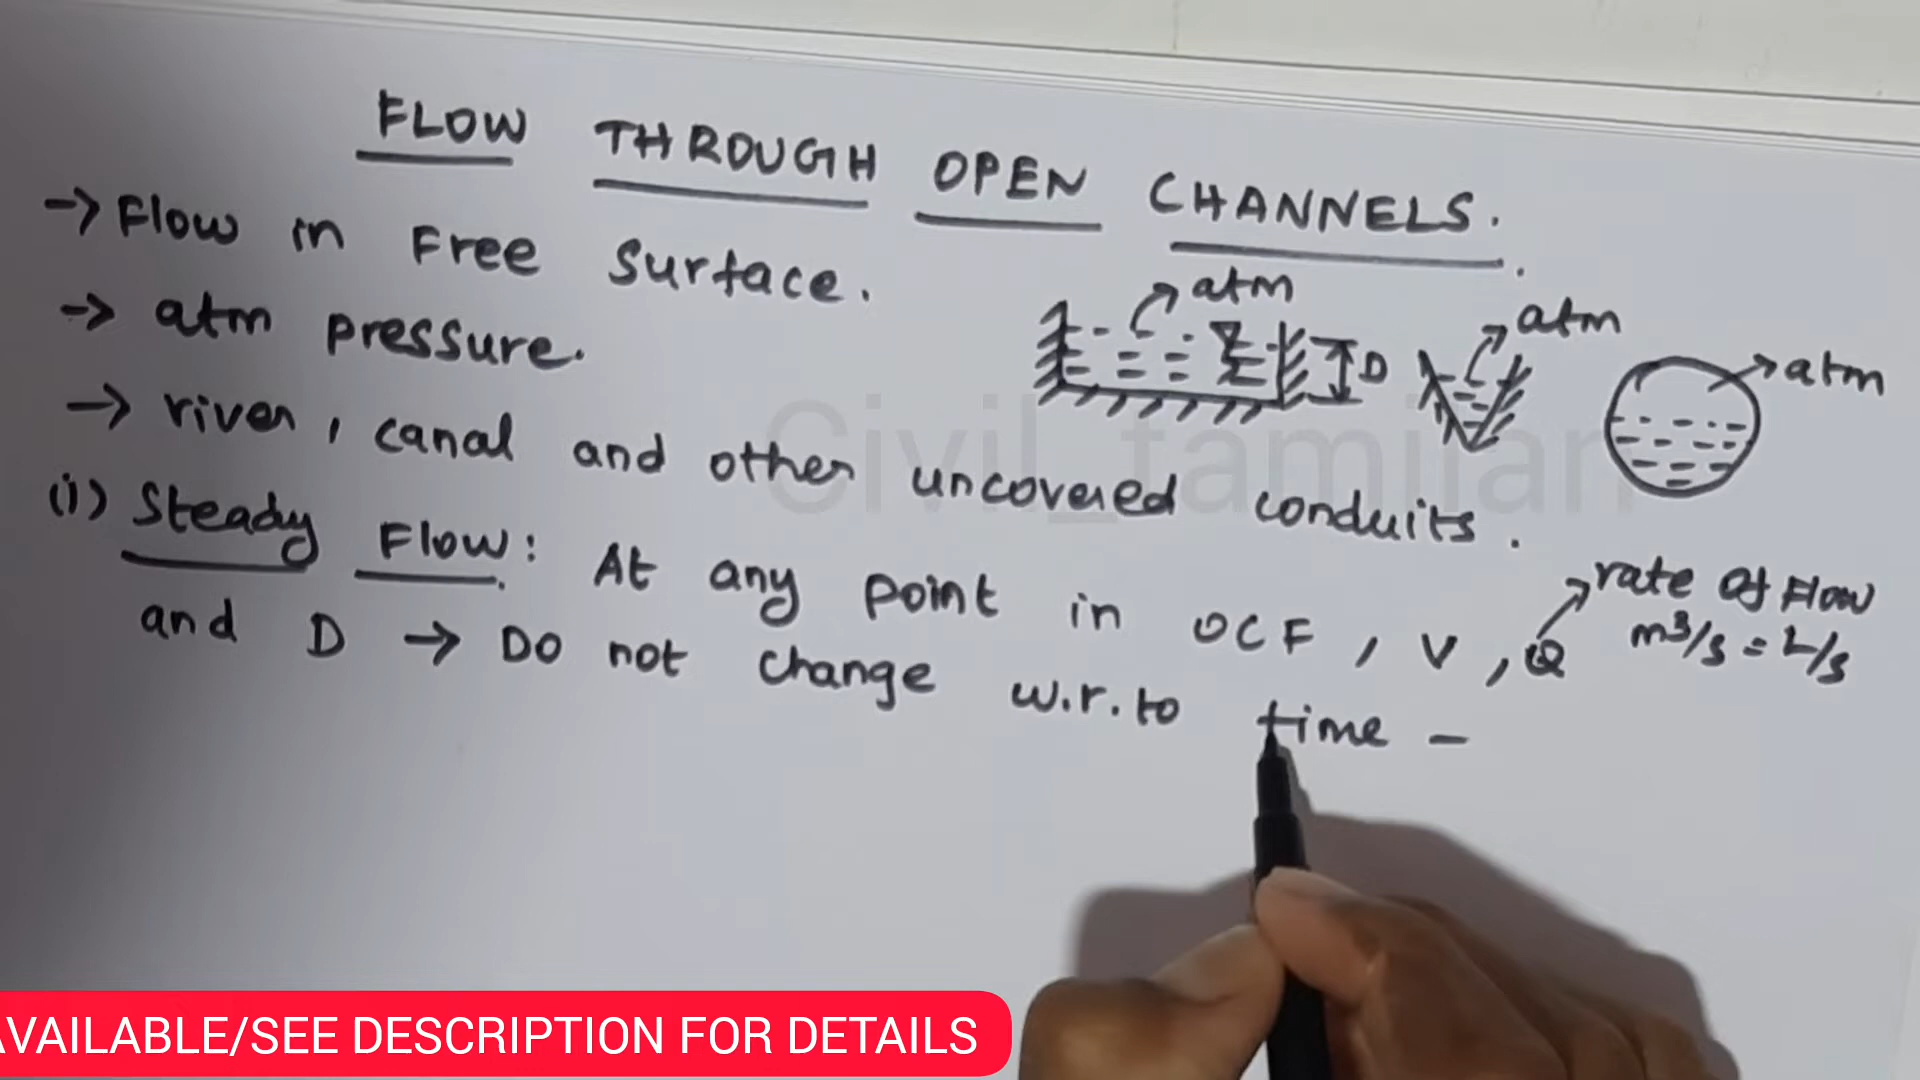 FLOW THROUGH OPEN CHANNELS.
→ Flow in Free Surface.
→ atm pressure.
→ river, canal and other uncovered conduits.
atm
D
atm
atm
(i) Steady Flow: At any point in OCF, V, Q
rate of Flow
m³/s = L/s
and D → Do not change w.r.to time -
Civil_tamilan
AVAILABLE/SEE DESCRIPTION FOR DETAILS